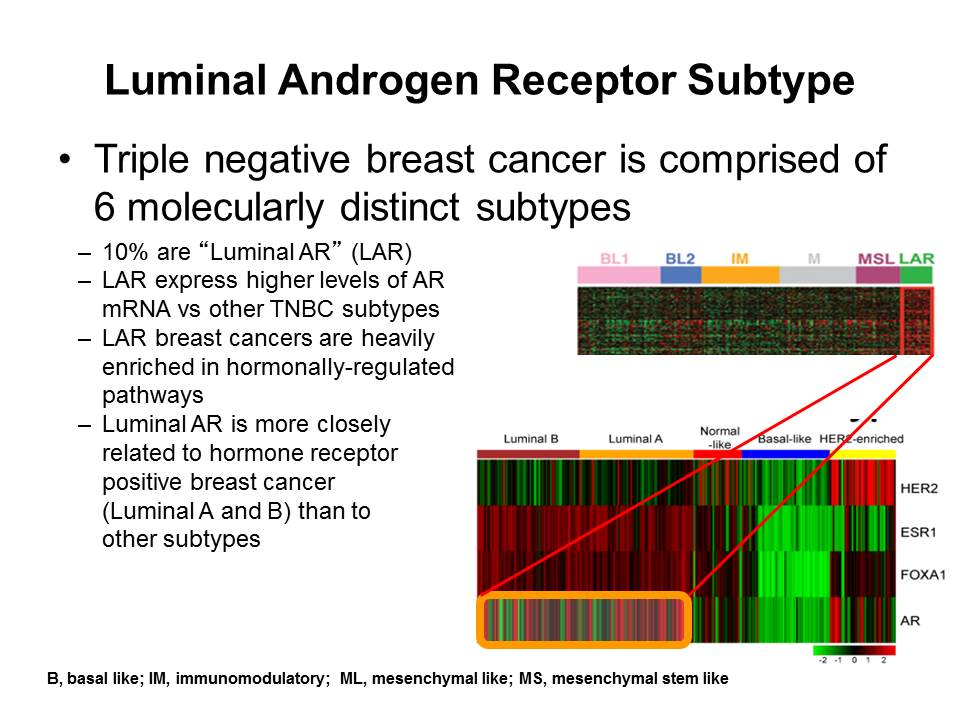 Luminal Androgen Receptor Subtype
• Triple negative breast cancer is comprised of
6 molecularly distinct subtypes
– 10% are “Luminal AR” (LAR)
– LAR express higher levels of AR
mRNA vs other TNBC subtypes
– LAR breast cancers are heavily
enriched in hormonally-regulated
pathways
– Luminal AR is more closely
related to hormone receptor
positive breast cancer
(Luminal A and B) than to
other subtypes
BL1 BL2 IM M MSL LAR
Luminal B Luminal A Normal
-like Basal-like HER2-enriched
HER2
ESR1
FOXA1
AR
-2 -1 0 1 2
B, basal like; IM, immunomodulatory; ML, mesenchymal like; MS, mesenchymal stem like